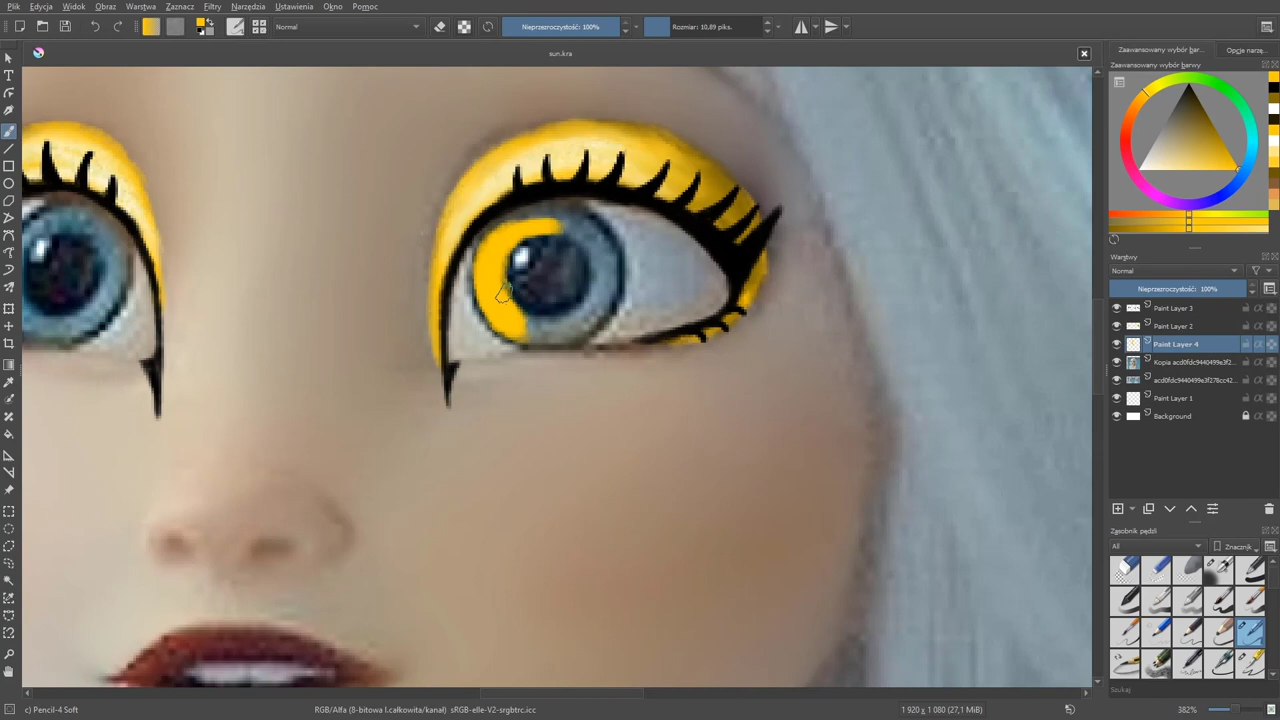 Plik Edycja Widok Obraz Warstwa Zaznacz Filtry Narzędzia Ustawienia Okno Pomoc
Normal
Nieprzezroczystość: 100%
Rozmiar: 10,89 piks.
sun.kra
Zaawansowany wybór bar...
Opcje narzę...
Zaawansowany wybór barwy
Warstwy
Normal
Nieprzezroczystość: 100%
Paint Layer 3
Paint Layer 2
Paint Layer 4
Kopia acd0fdc9440499e3f2...
acd0fdc9440499e3f278cc42...
Paint Layer 1
Background
Zasobnik pędzli
All
Znacznik
Szukaj
c) Pencil-4 Soft
RGB/Alfa (8-bitowa l.całkowita/kanał) sRGB-elle-V2-srgbtrc.icc
1 920 x 1 080 (27,1 MiB)
382%